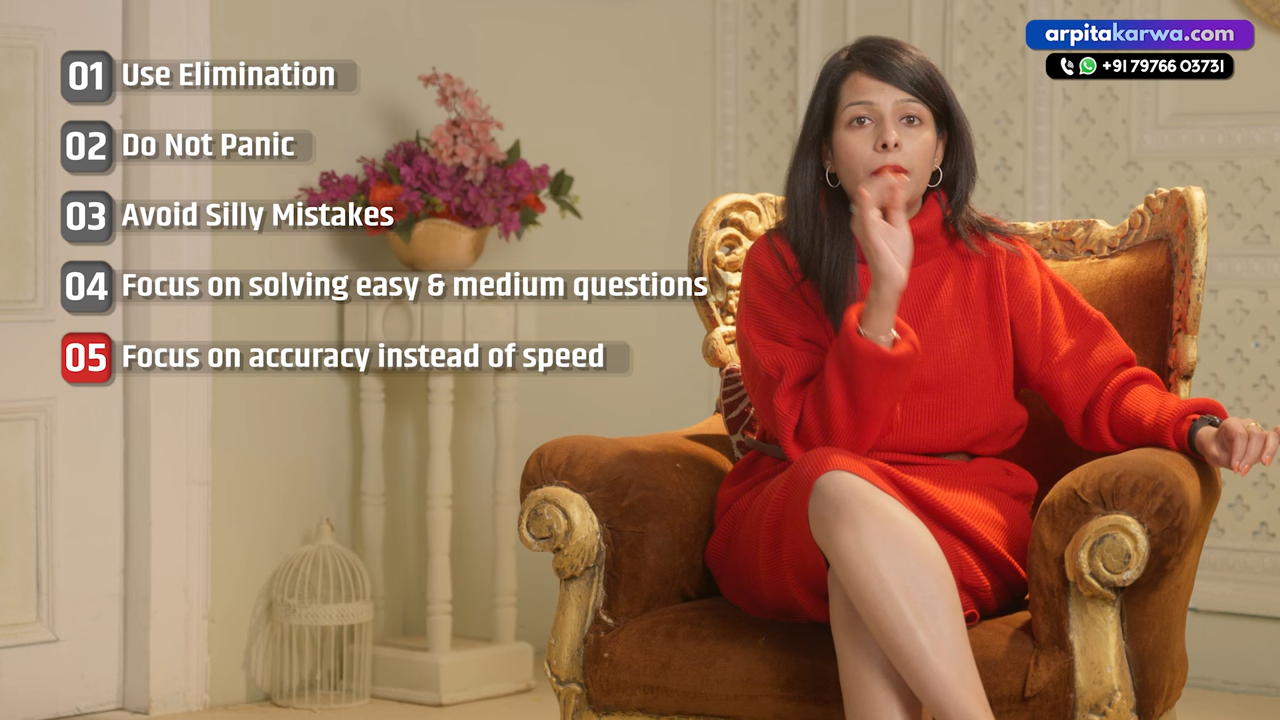 arpitakarwa.com
+91 79766 03731
01 Use Elimination
02 Do Not Panic
03 Avoid Silly Mistakes
04 Focus on solving easy & medium questions
05 Focus on accuracy instead of speed